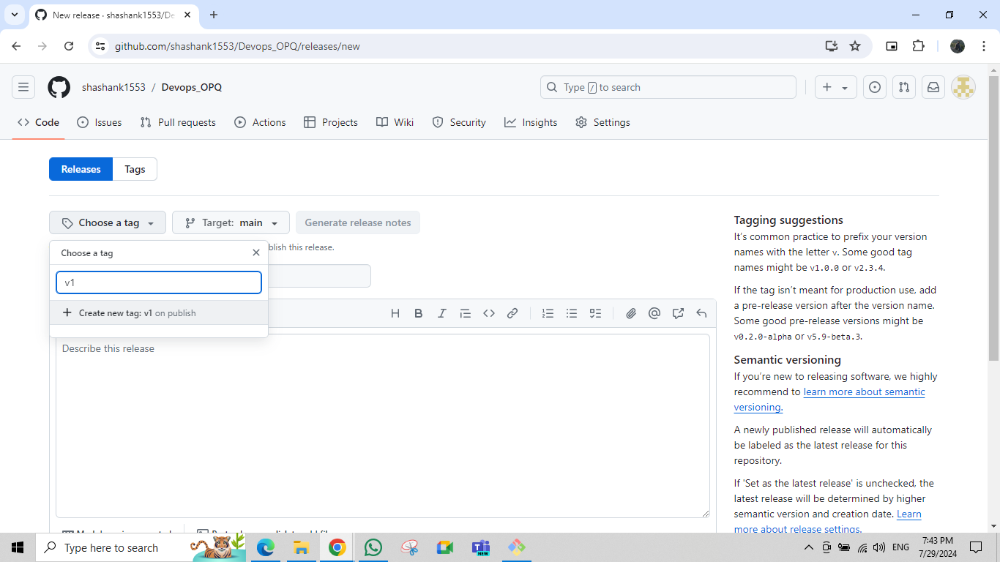 New release · shashank1553/De
github.com/shashank1553/Devops_OPQ/releases/new
shashank1553 / Devops_OPQ
Type / to search
Code
Issues
Pull requests
Actions
Projects
Wiki
Security
Insights
Settings
Releases
Tags
Choose a tag
Target: main
Generate release notes
Choose a tag
blish this release.
v1
Create new tag: v1 on publish
Describe this release
Tagging suggestions
It's common practice to prefix your version
names with the letter v. Some good tag
names might be v1.0.0 or v2.3.4.
If the tag isn't meant for production use, add
a pre-release version after the version name.
Some good pre-release versions might be
v0.2.0-alpha or v5.9-beta.3.
Semantic versioning
If you're new to releasing software, we highly
recommend to learn more about semantic
versioning.
A newly published release will automatically
be labeled as the latest release for this
repository.
If 'Set as the latest release' is unchecked, the
latest release will be determined by higher
semantic version and creation date. Learn
more about release settings.
Type here to search
NEW
ENG
7:43 PM
7/29/2024